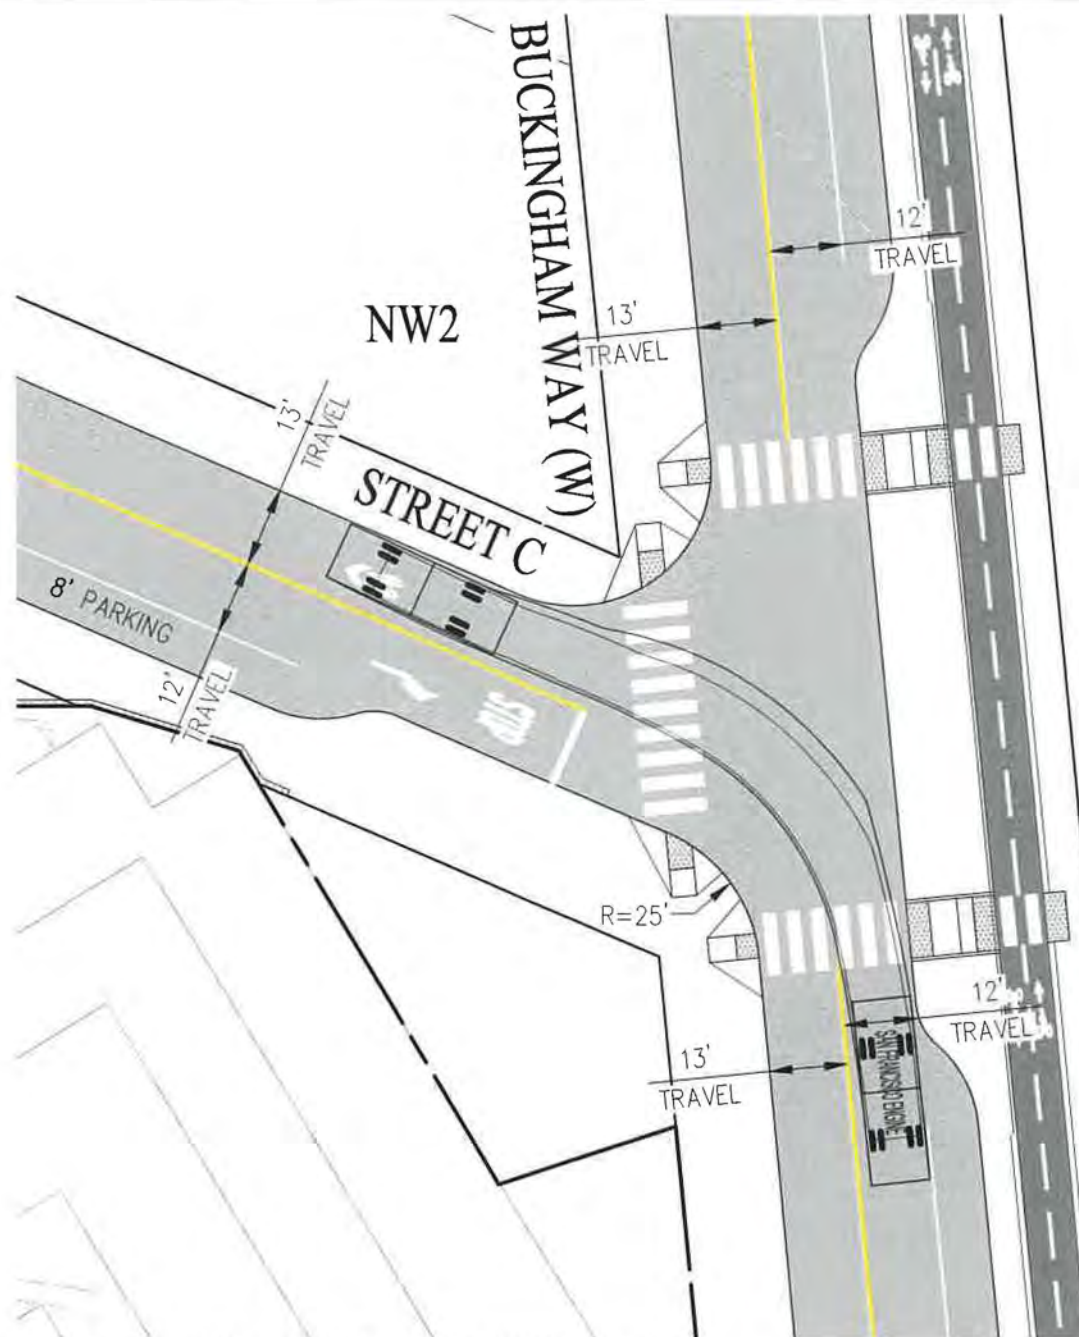 BUCKINGHAM WAY (W)
12'
TRAVEL
NW2
13'
TRAVEL
13'
TRAVEL
STREET C
8' PARKING
12'
TRAVEL
STOP
R=25'
12'
TRAVEL
13'
TRAVEL